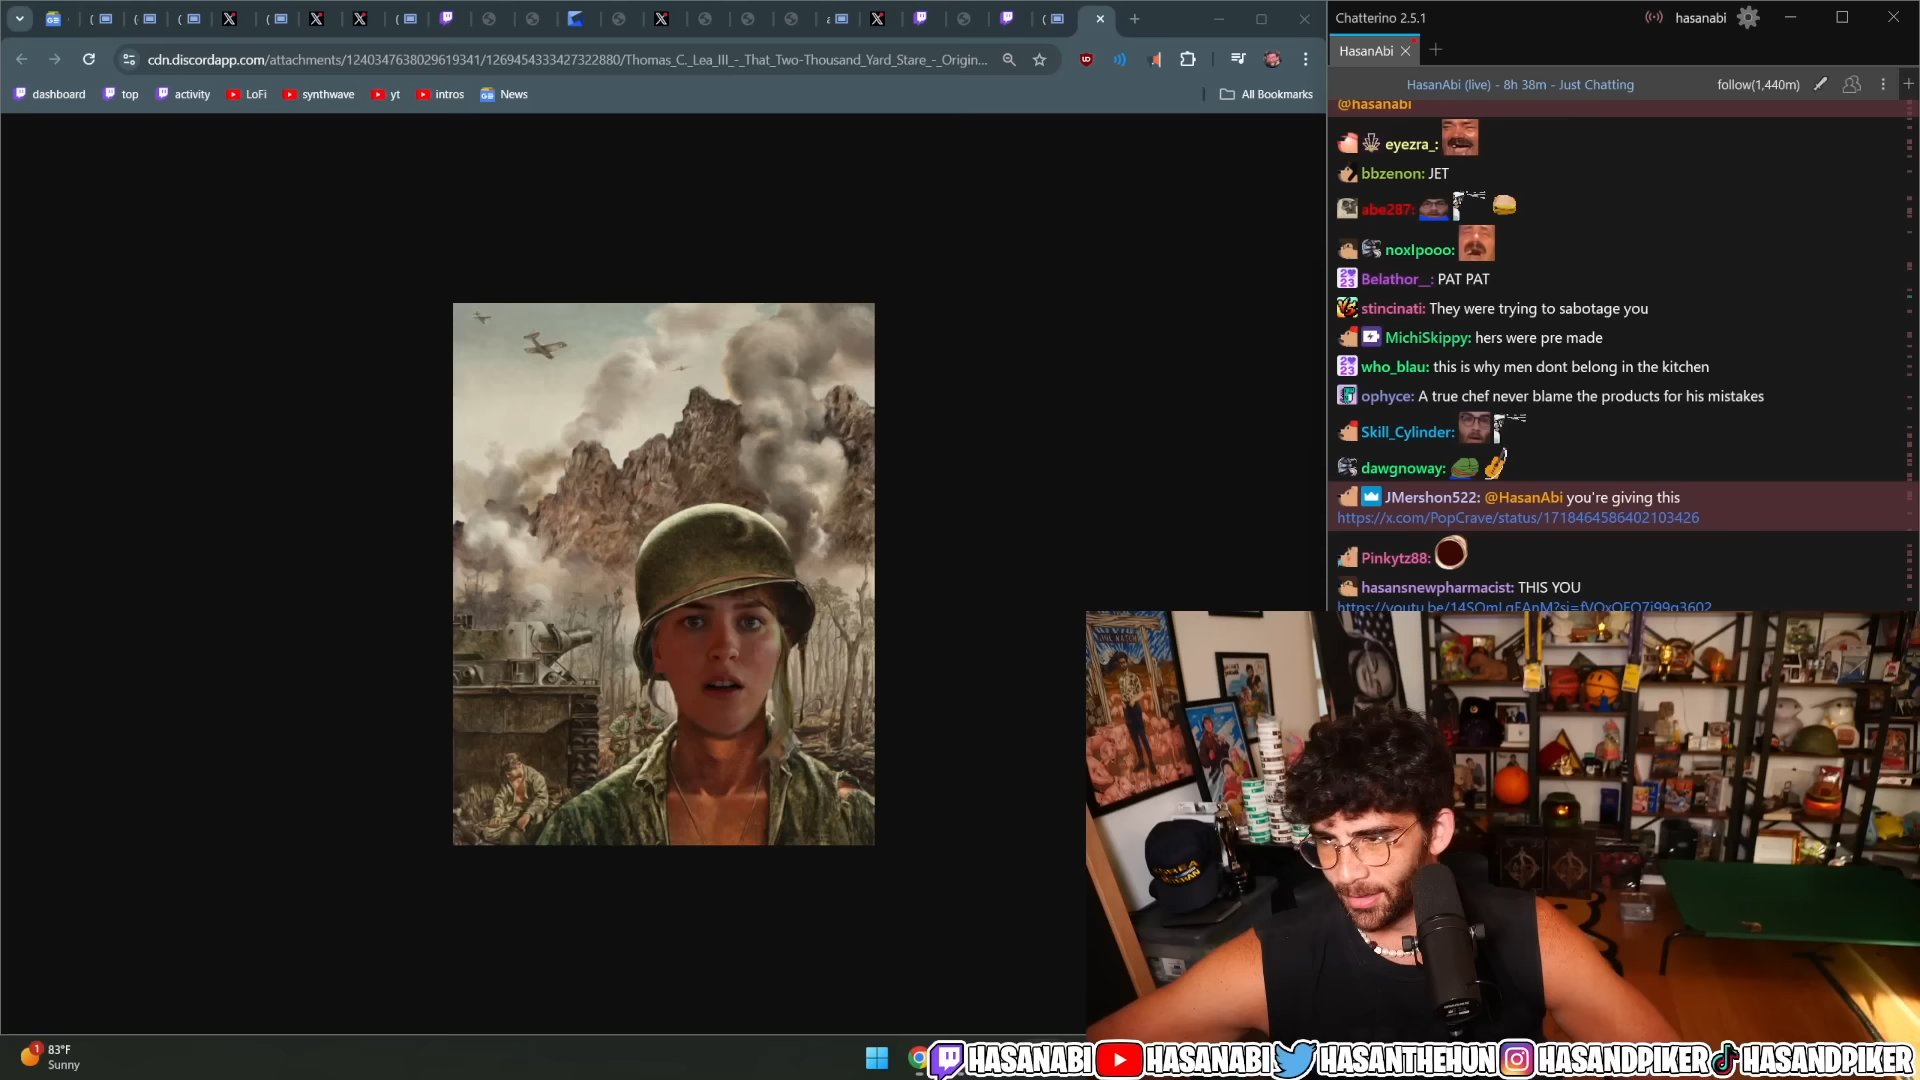 cdn.discordapp.com/attachments/1240347638029619341/1269454333427322880/Thomas_C._Lea_III_-_That_Two-Thousand_Yard_Stare_-_Origin...
dashboard
top
activity
LoFi
synthwave
yt
intros
News
All Bookmarks
Chatterino 2.5.1
hasanabi
HasanAbi
HasanAbi (live) - 8h 38m - Just Chatting
follow(1,440m)
@hasanabi
eyezra_:
bbzenon: JET
abe287:
noxlpooo:
Belathor__: PAT PAT
stincinati: They were trying to sabotage you
MichiSkippy: hers were pre made
who_blau: this is why men dont belong in the kitchen
ophyce: A true chef never blame the products for his mistakes
Skill_Cylinder:
dawgnoway:
JMershon522: @HasanAbi you're giving this
https://x.com/PopCrave/status/1718464586402103426
Pinkytz88:
hasansnewpharmacist: THIS YOU
1
83°F
Sunny
HASANABI
HASANABI
HASANTHEHUN
HASANDPIKER
HASANDPIKER